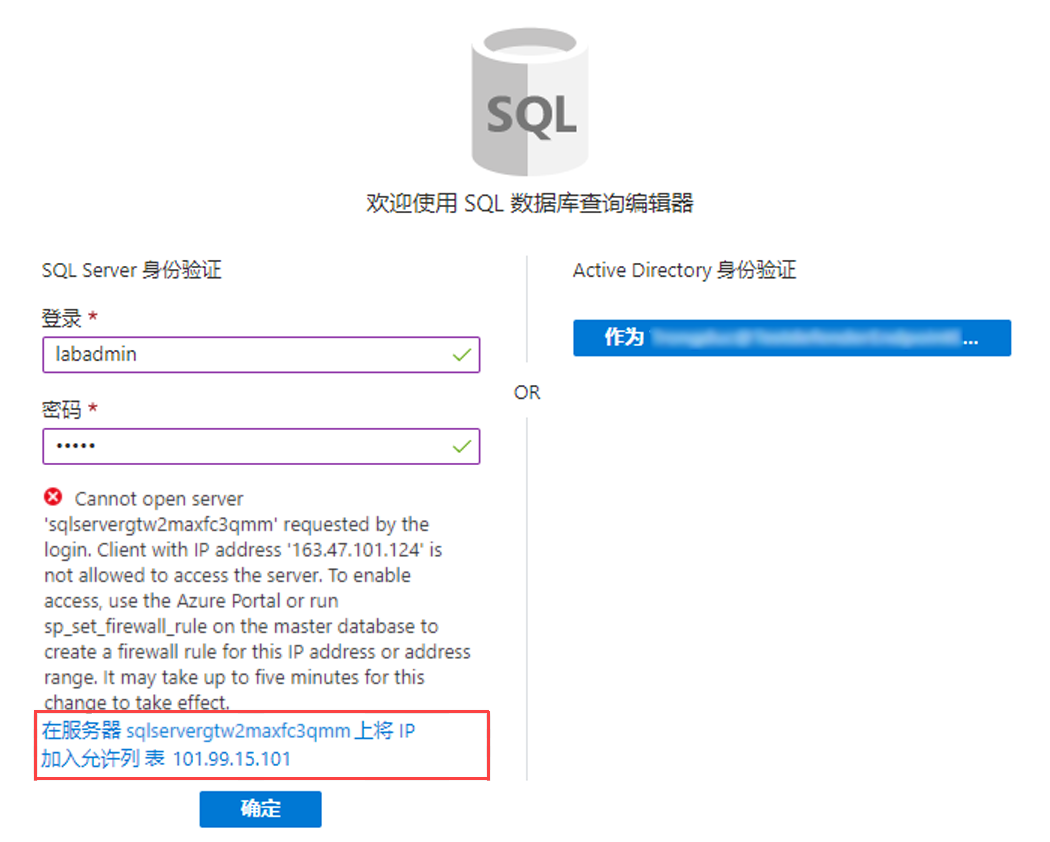 SQL
欢迎使用 SQL 数据库查询编辑器
SQL Server 身份验证
登录 *
labadmin
密码 *
•••••
Cannot open server
'sqlservergtw2maxfc3qmm' requested by the
login. Client with IP address '163.47.101.124' is
not allowed to access the server. To enable
access, use the Azure Portal or run
sp_set_firewall_rule on the master database to
create a firewall rule for this IP address or address
range. It may take up to five minutes for this
change to take effect.
在服务器 sqlservergtw2maxfc3qmm 上将 IP
加入允许列 表 101.99.15.101
确定
OR
Active Directory 身份验证
作为 ...